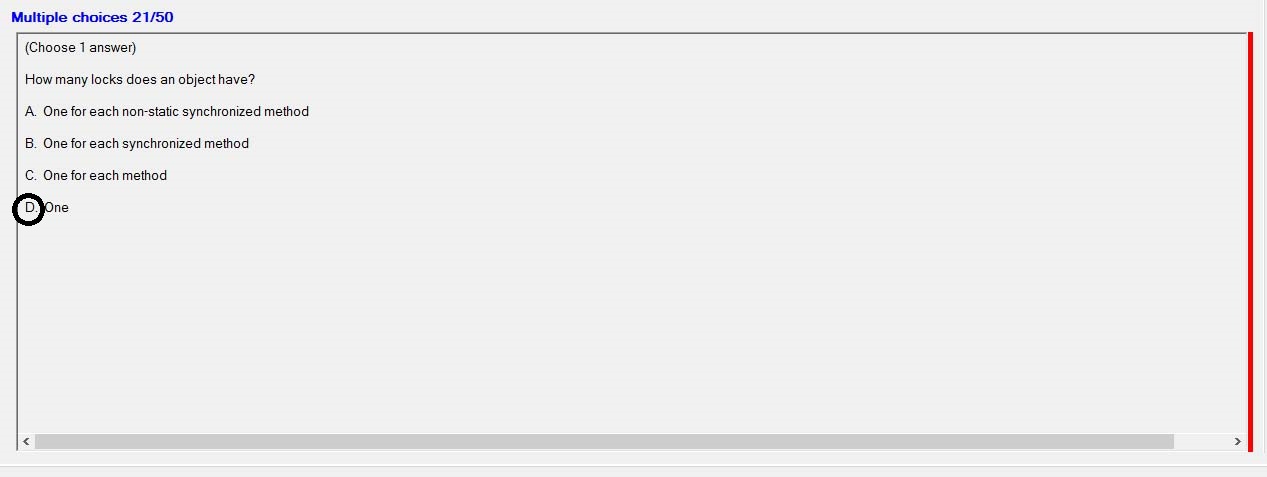 Multiple choices 21/50
(Choose 1 answer)
How many locks does an object have?
A. One for each non-static synchronized method
B. One for each synchronized method
C. One for each method
D. One